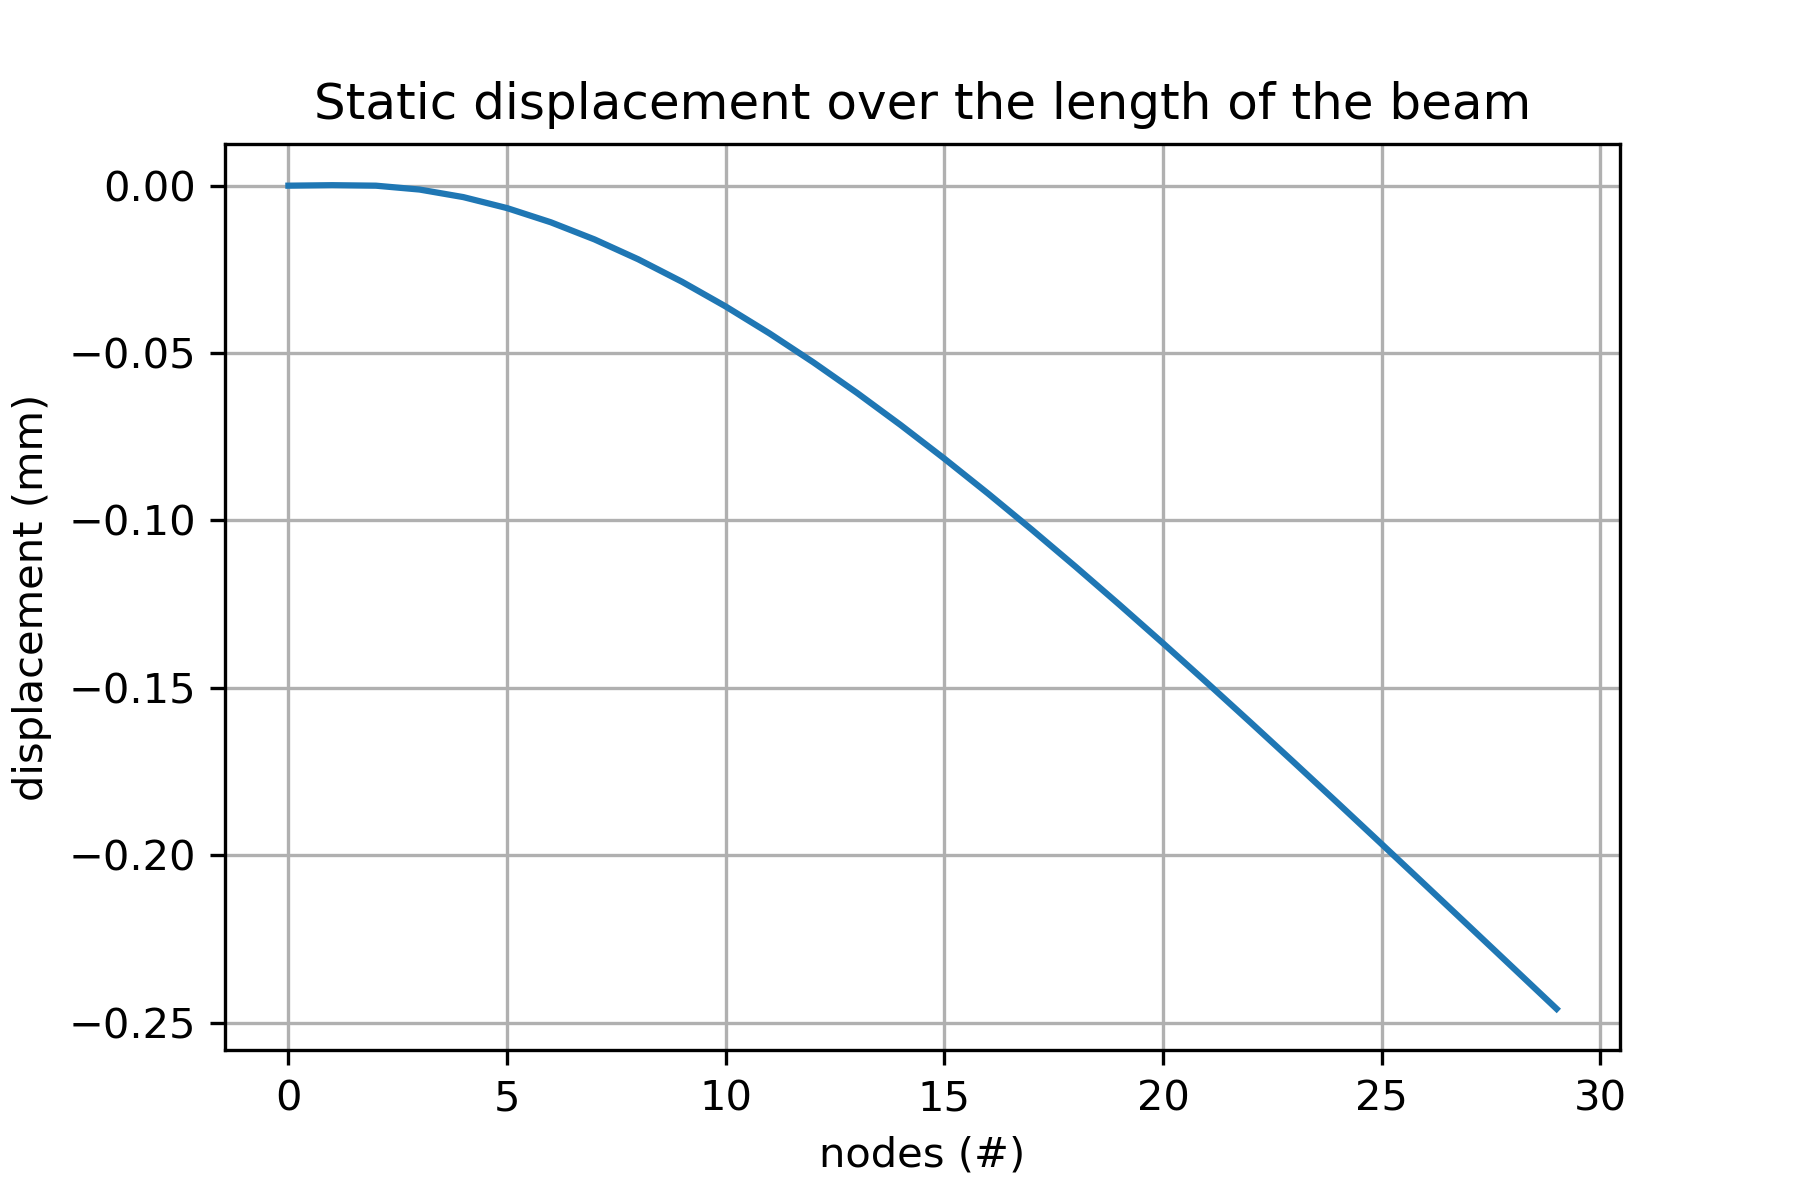 Static displacement over the length of the beam
displacement (mm)
0.00
−0.05
−0.10
−0.15
−0.20
−0.25
0 5 10 15 20 25 30
nodes (#)